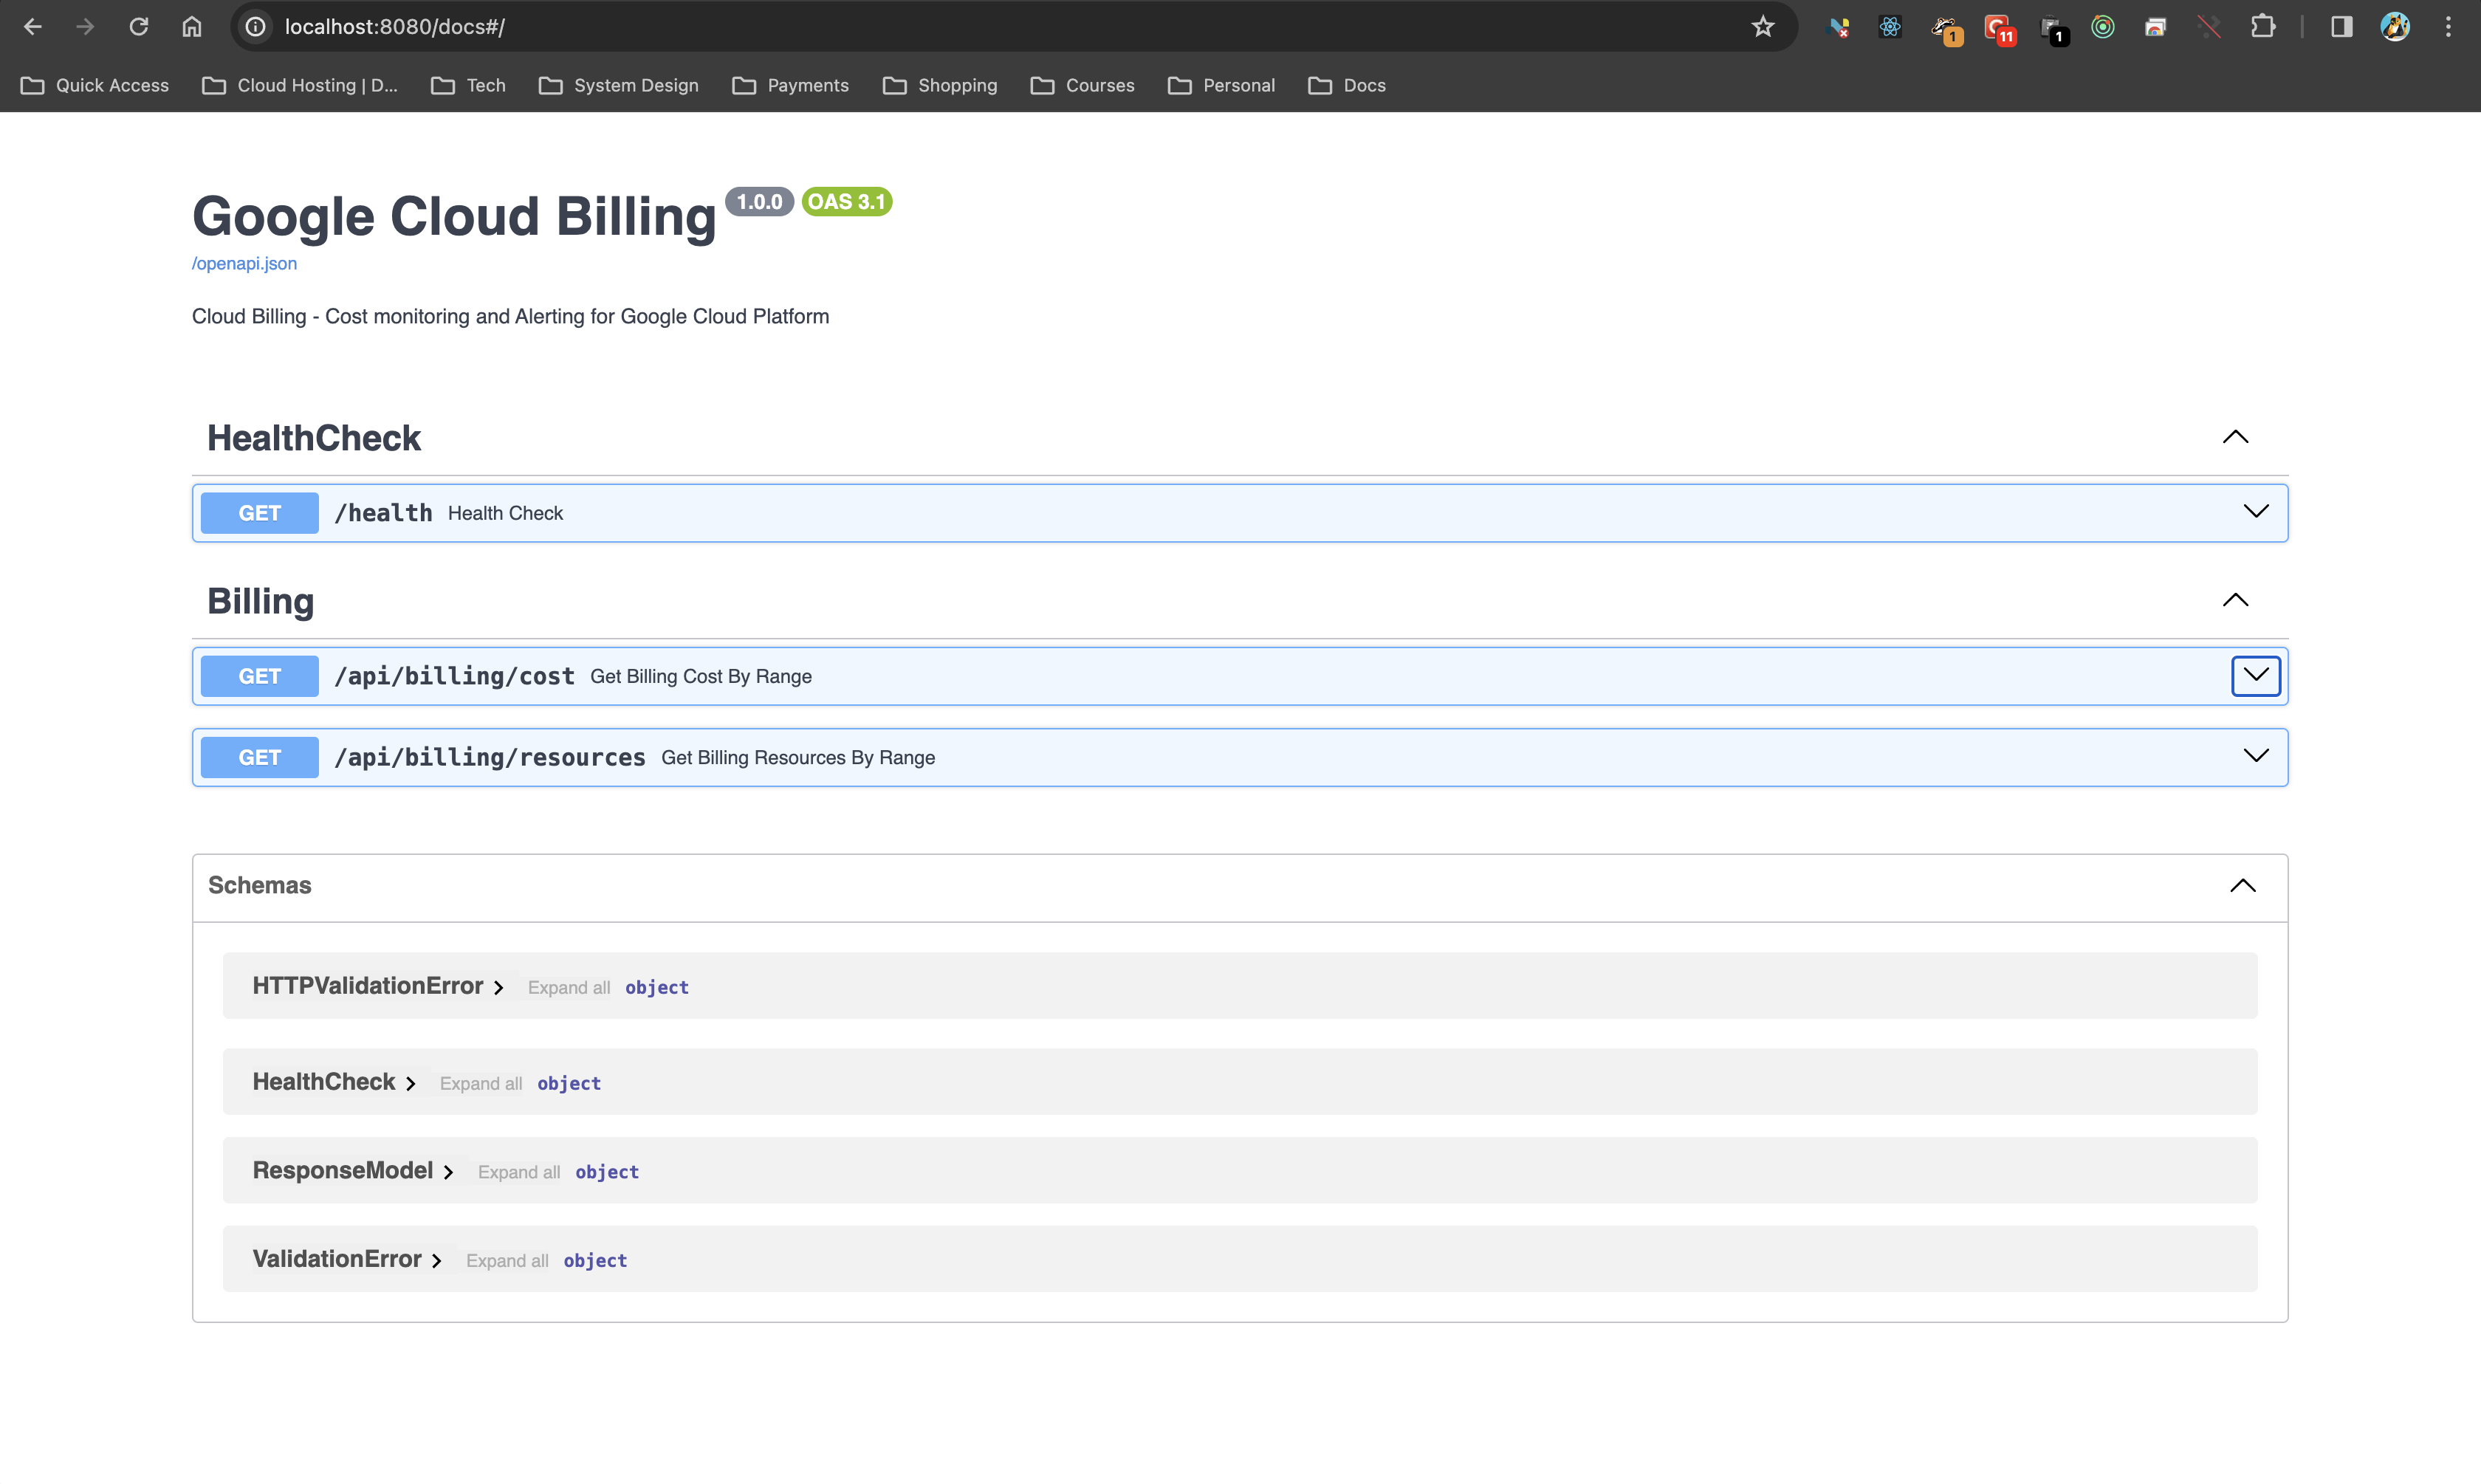 localhost:8080/docs#/
1
11
1
Quick Access
Cloud Hosting | D...
Tech
System Design
Payments
Shopping
Courses
Personal
Docs
Google Cloud Billing 1.0.0 OAS 3.1
/openapi.json
Cloud Billing - Cost monitoring and Alerting for Google Cloud Platform
HealthCheck
GET /health Health Check
Billing
GET /api/billing/cost Get Billing Cost By Range
GET /api/billing/resources Get Billing Resources By Range
Schemas
HTTPValidationError Expand all object
HealthCheck Expand all object
ResponseModel Expand all object
ValidationError Expand all object